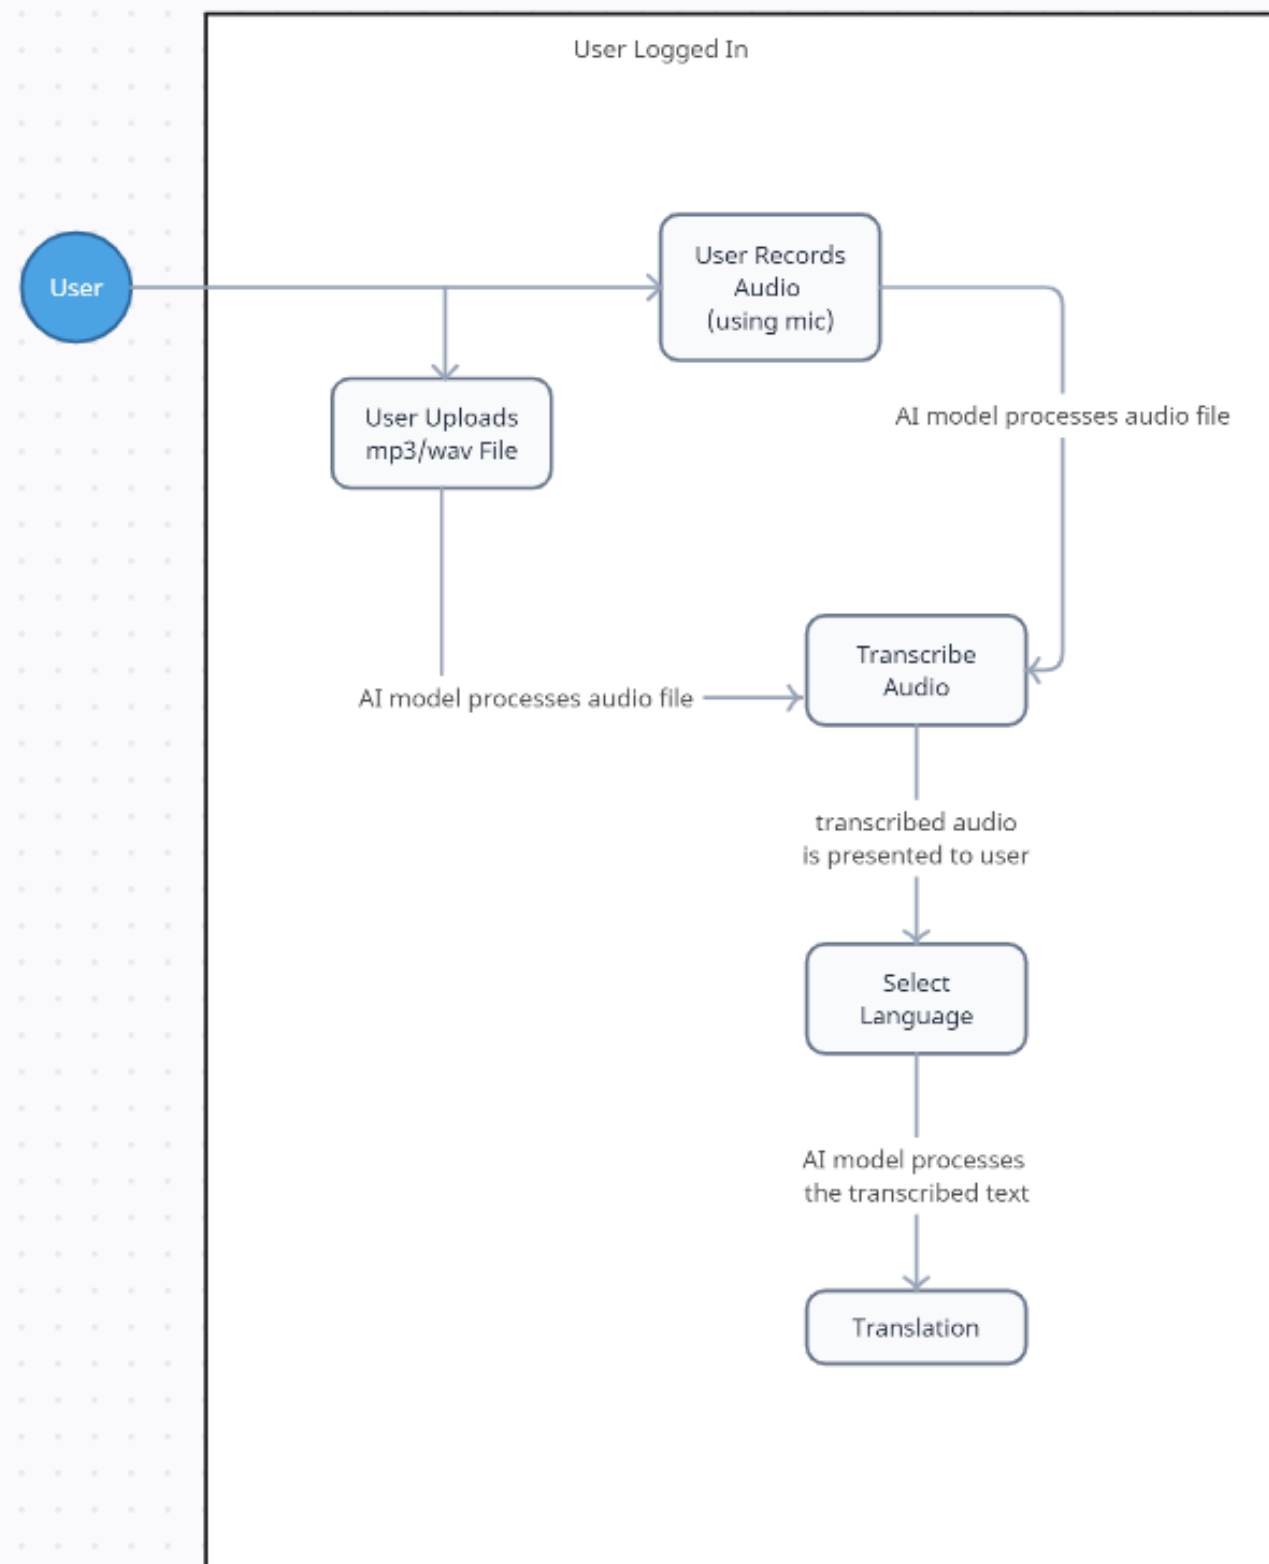 User Logged In
User
User Records
Audio
(using mic)
User Uploads
mp3/wav File
AI model processes audio file
Transcribe
Audio
AI model processes audio file
transcribed audio
is presented to user
Select
Language
AI model processes
the transcribed text
Translation